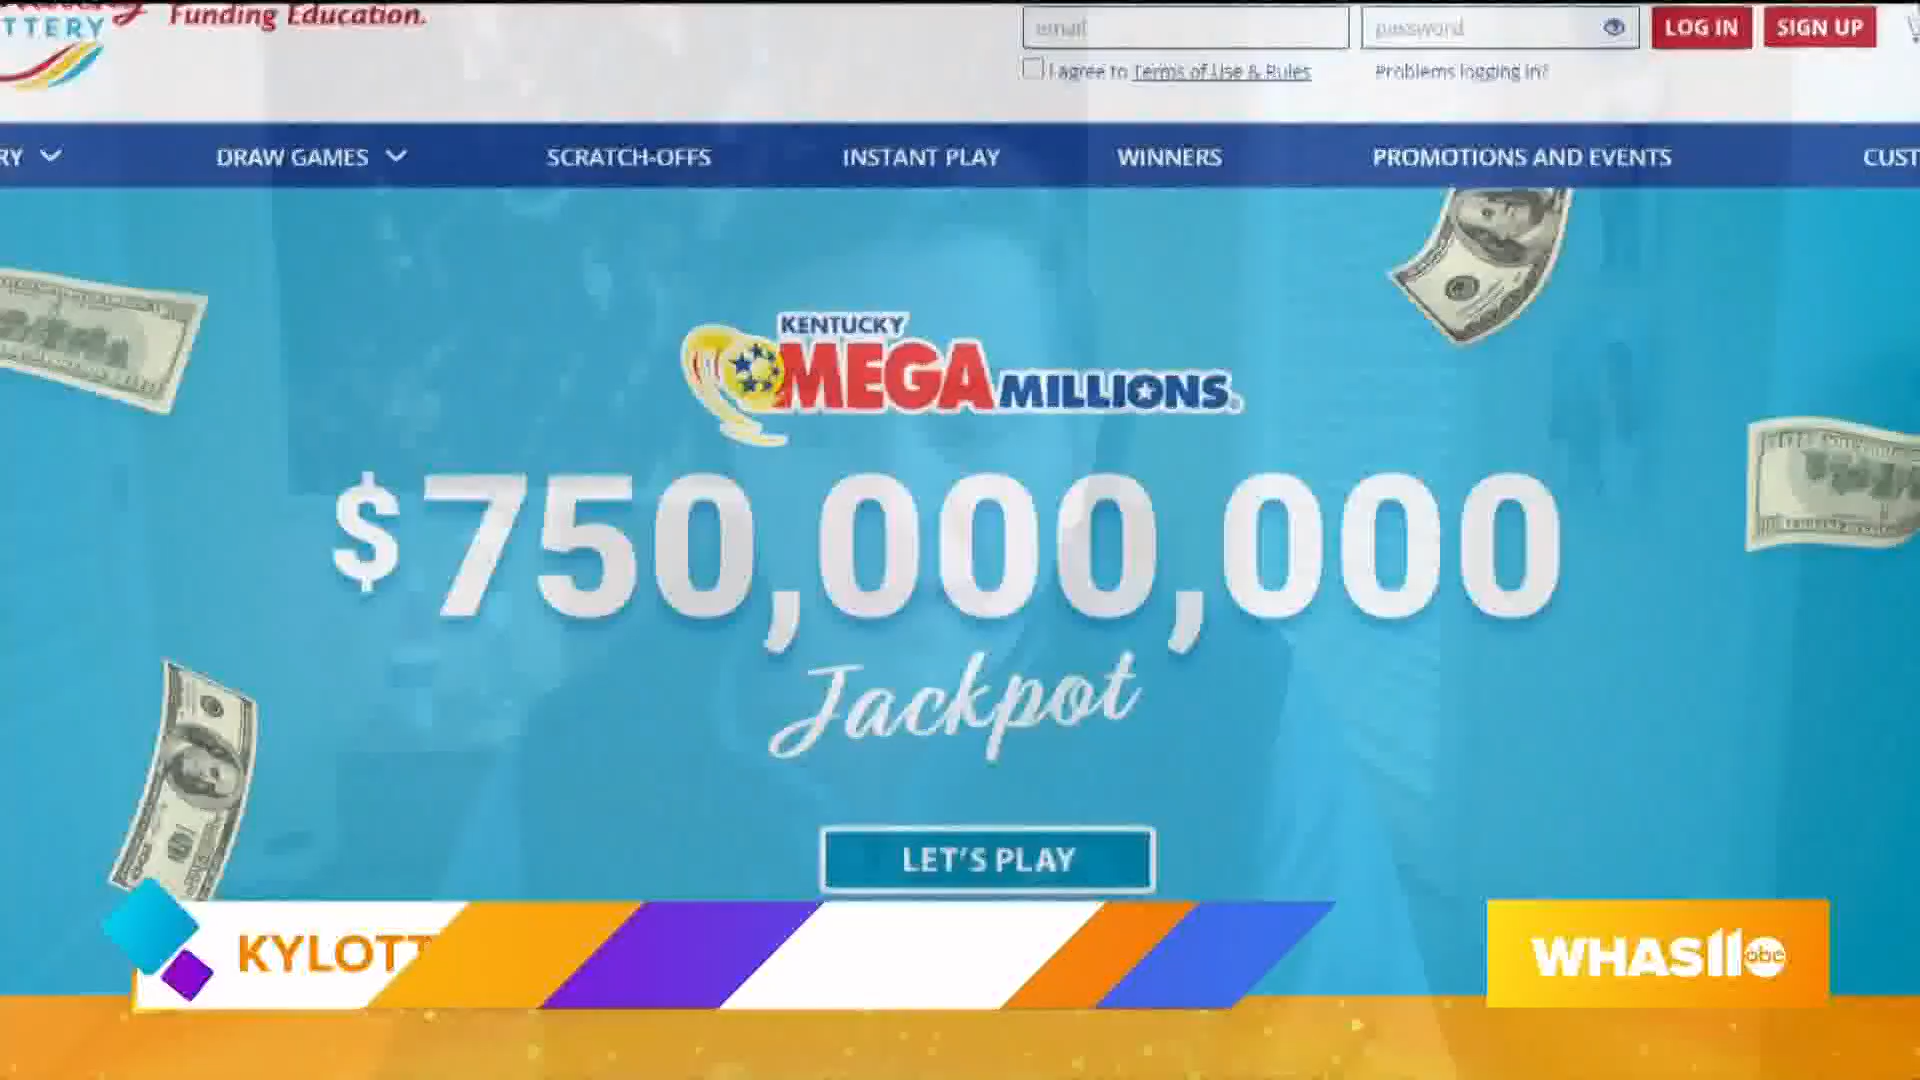 Funding Education.
TTERY
email
password
LOG IN
SIGN UP
I agree to Terms of Use & Rules
Problems logging in?
RY
DRAW GAMES
SCRATCH-OFFS
INSTANT PLAY
WINNERS
PROMOTIONS AND EVENTS
CUST
KENTUCKY
MEGA MILLIONS
$750,000,000
Jackpot
LET'S PLAY
KYLOTT
WHAS11 abc